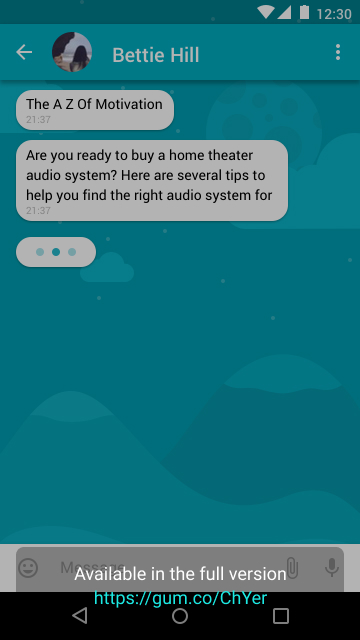 12:30
Bettie Hill
The A Z Of Motivation
21:37
Are you ready to buy a home theater
audio system? Here are several tips to
help you find the right audio system for
21:37
Message
Available in the full version
https://gum.co/ChYer